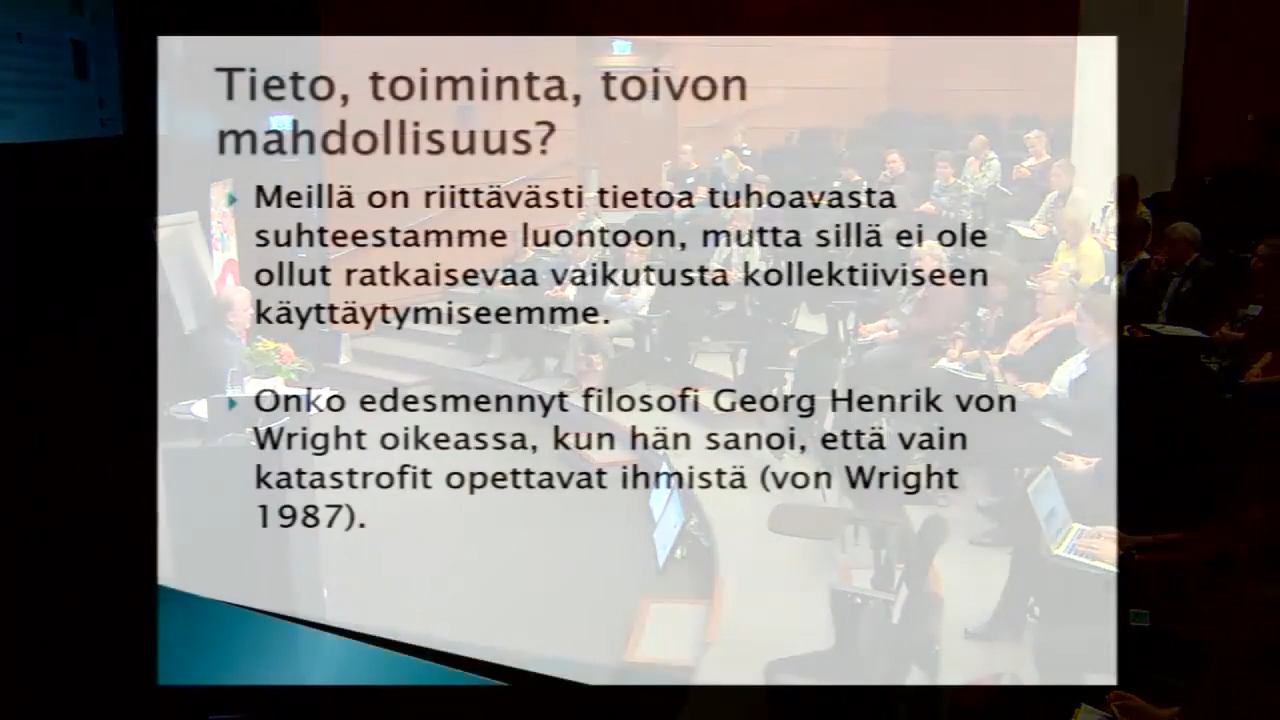 Tieto, toiminta, toivon
mahdollisuus?
Meillä on riittävästi tietoa tuhoavasta
suhteestamme luontoon, mutta sillä ei ole
ollut ratkaisevaa vaikutusta kollektiiviseen
käyttäytymiseemme.
Onko edesmennyt filosofi Georg Henrik von
Wright oikeassa, kun hän sanoi, että vain
katastrofit opettavat ihmistä (von Wright
1987).